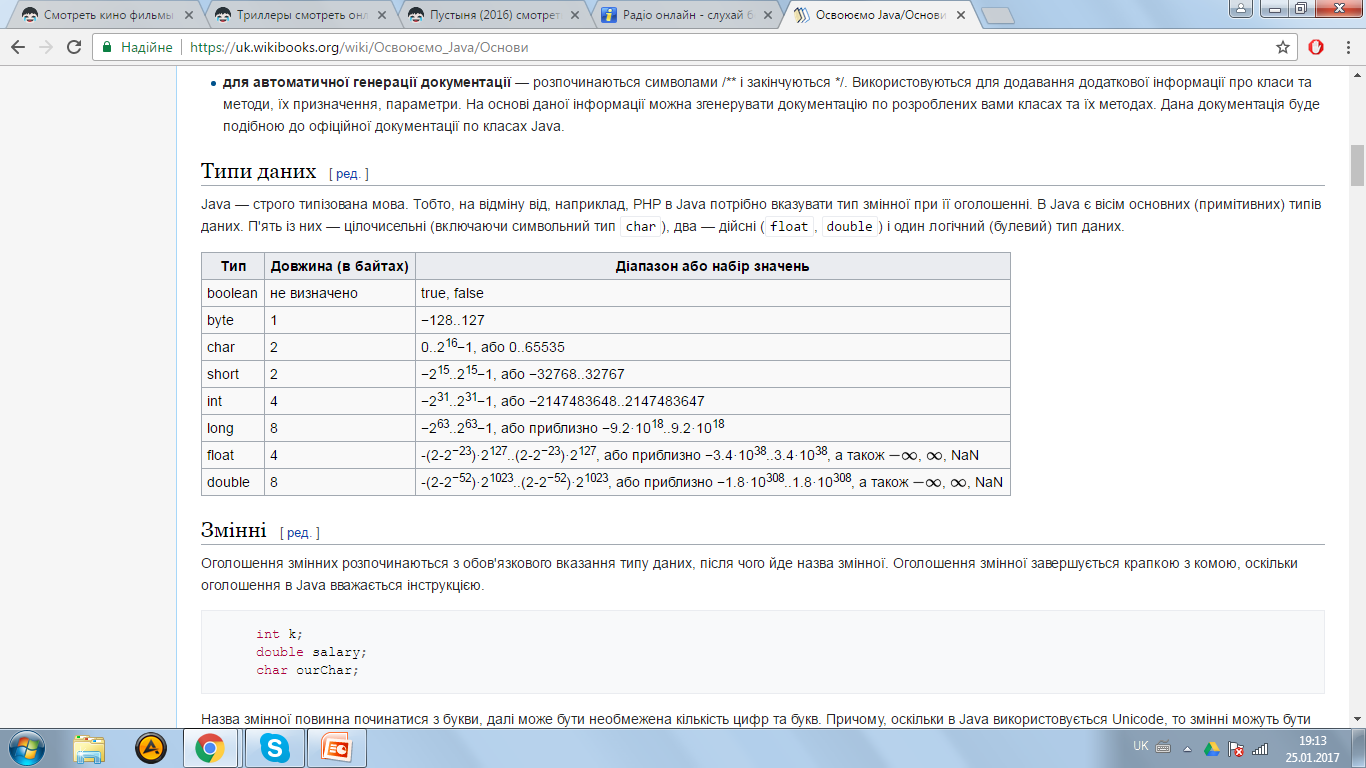 Смотреть кино фильмы
Триллеры смотреть онл
Пустыня (2016) смотрет
Радіо онлайн - слухай б
Освоюємо Java/Основи
Надійне
https://uk.wikibooks.org/wiki/Освоюємо_Java/Основи
• для автоматичної генерації документації — розпочинаються символами /** і закінчуються */. Використовуються для додавання додаткової інформації про класи та
методи, їх призначення, параметри. На основі даної інформації можна згенерувати документацію по розроблених вами класах та їх методах. Дана документація буде
подібною до офіційної документації по класах Java.
Типи даних [ ред. ]
Java — строго типізована мова. Тобто, на відміну від, наприклад, PHP в Java потрібно вказувати тип змінної при її оголошенні. В Java є вісім основних (примітивних) типів
даних. П'ять із них — цілочисельні (включаючи символьний тип char), два — дійсні (float, double) і один логічний (булевий) тип даних.
Тип Довжина (в байтах) Діапазон або набір значень
boolean не визначено true, false
byte 1 −128..127
char 2 0..2¹⁶−1, або 0..65535
short 2 −2¹⁵..2¹⁵−1, або −32768..32767
int 4 −2³¹..2³¹−1, або −2147483648..2147483647
long 8 −2⁶³..2⁶³−1, або приблизно −9.2·10¹⁸..9.2·10¹⁸
float 4 -(2-2⁻²³)·2¹²⁷..(2-2⁻²³)·2¹²⁷, або приблизно −3.4·10³⁸..3.4·10³⁸, а також −∞, ∞, NaN
double 8 -(2-2⁻⁵²)·2¹⁰²³..(2-2⁻⁵²)·2¹⁰²³, або приблизно −1.8·10³⁰⁸..1.8·10³⁰⁸, а також −∞, ∞, NaN
Змінні [ ред. ]
Оголошення змінних розпочинаються з обов'язкового вказання типу даних, після чого йде назва змінної. Оголошення змінної завершується крапкою з комою, оскільки
оголошення в Java вважається інструкцією.
int k;
double salary;
char ourChar;
Назва змінної повинна починатися з букви, далі може бути необмежена кількість цифр та букв. Причому, оскільки в Java використовується Unicode, то змінні можуть бути
UK
19:13
25.01.2017